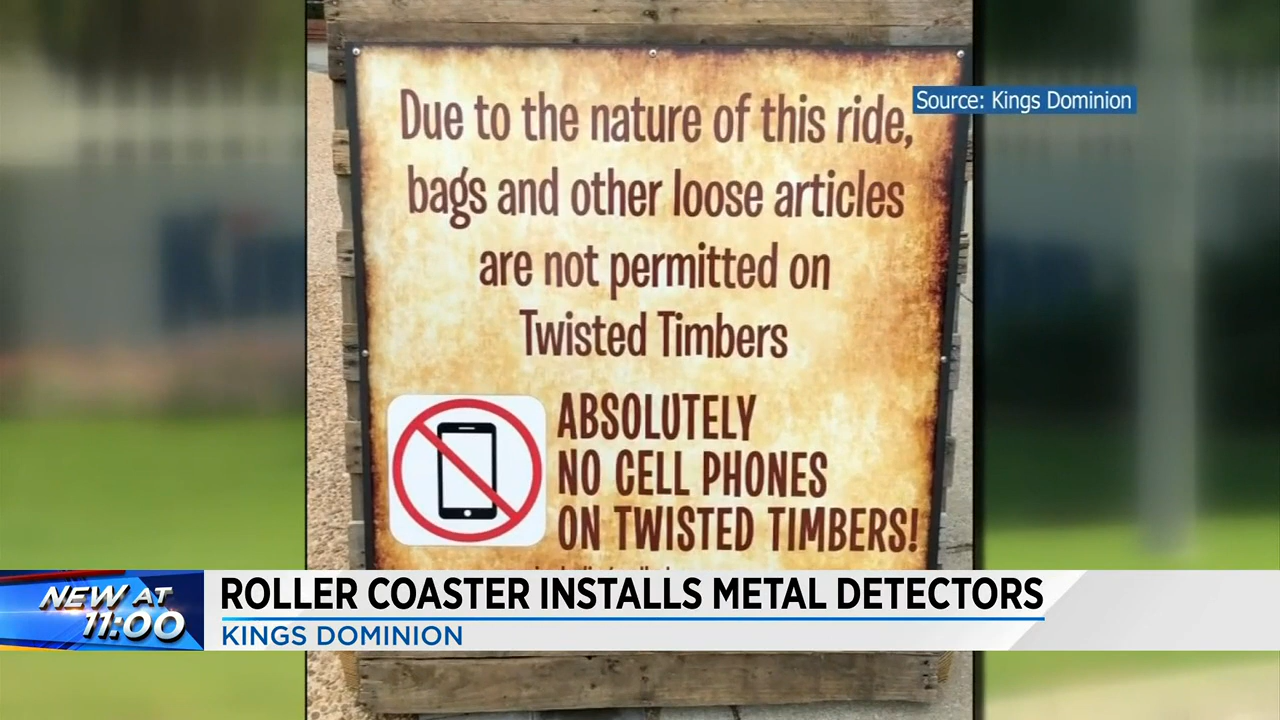 Due to the nature of this ride,
Source: Kings Dominion
bags and other loose articles
are not permitted on
Twisted Timbers
ABSOLUTELY
NO CELL PHONES
ON TWISTED TIMBERS!
NEW AT
11:00
ROLLER COASTER INSTALLS METAL DETECTORS
KINGS DOMINION